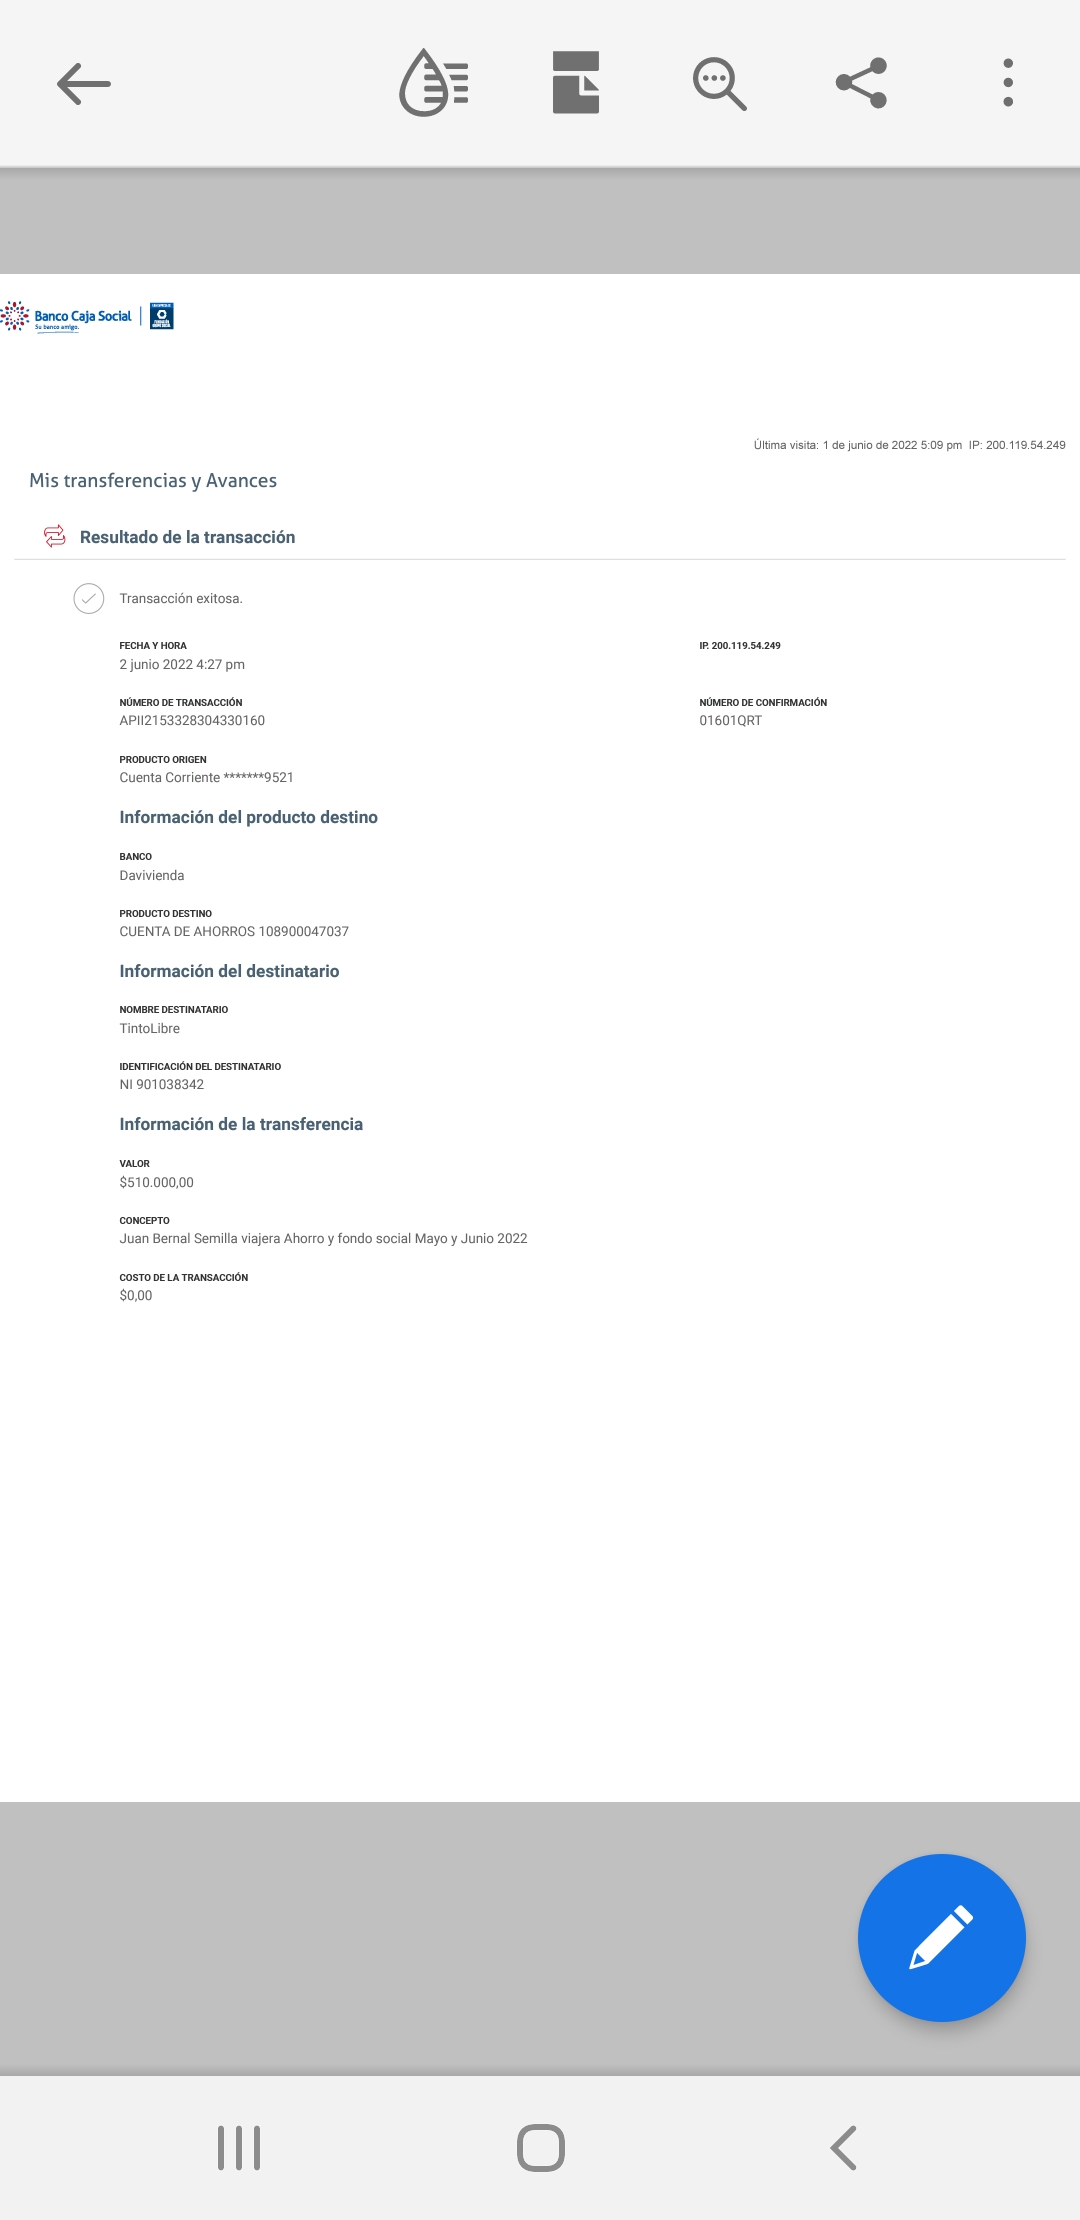 Banco Caja Social
Su banco amigo.
Última visita: 1 de junio de 2022 5:09 pm IP: 200.119.54.249
Mis transferencias y Avances
Resultado de la transacción
Transacción exitosa.
FECHA Y HORA
IP. 200.119.54.249
2 junio 2022 4:27 pm
NÚMERO DE TRANSACCIÓN
NÚMERO DE CONFIRMACIÓN
APII2153328304330160
01601QRT
PRODUCTO ORIGEN
Cuenta Corriente *******9521
Información del producto destino
BANCO
Davivienda
PRODUCTO DESTINO
CUENTA DE AHORROS 108900047037
Información del destinatario
NOMBRE DESTINATARIO
TintoLibre
IDENTIFICACIÓN DEL DESTINATARIO
NI 901038342
Información de la transferencia
VALOR
$510.000,00
CONCEPTO
Juan Bernal Semilla viajera Ahorro y fondo social Mayo y Junio 2022
COSTO DE LA TRANSACCIÓN
$0,00